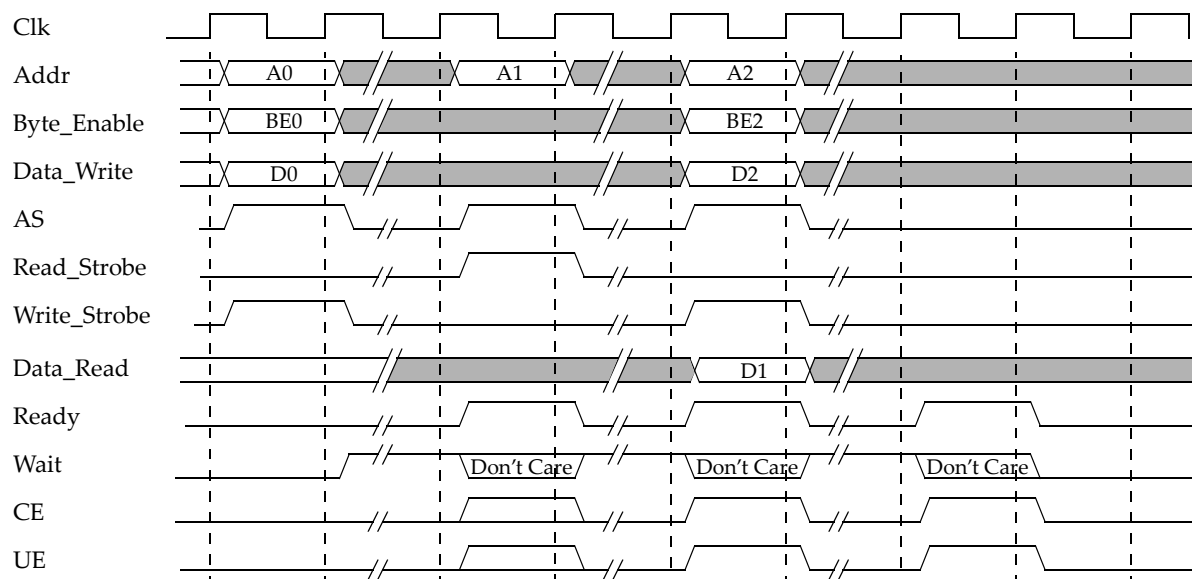 Clk
Addr A0 A1 A2
Byte_Enable BE0 BE2
Data_Write D0 D2
AS
Read_Strobe
Write_Strobe
Data_Read D1
Ready
Wait Don't Care Don't Care Don't Care
CE
UE